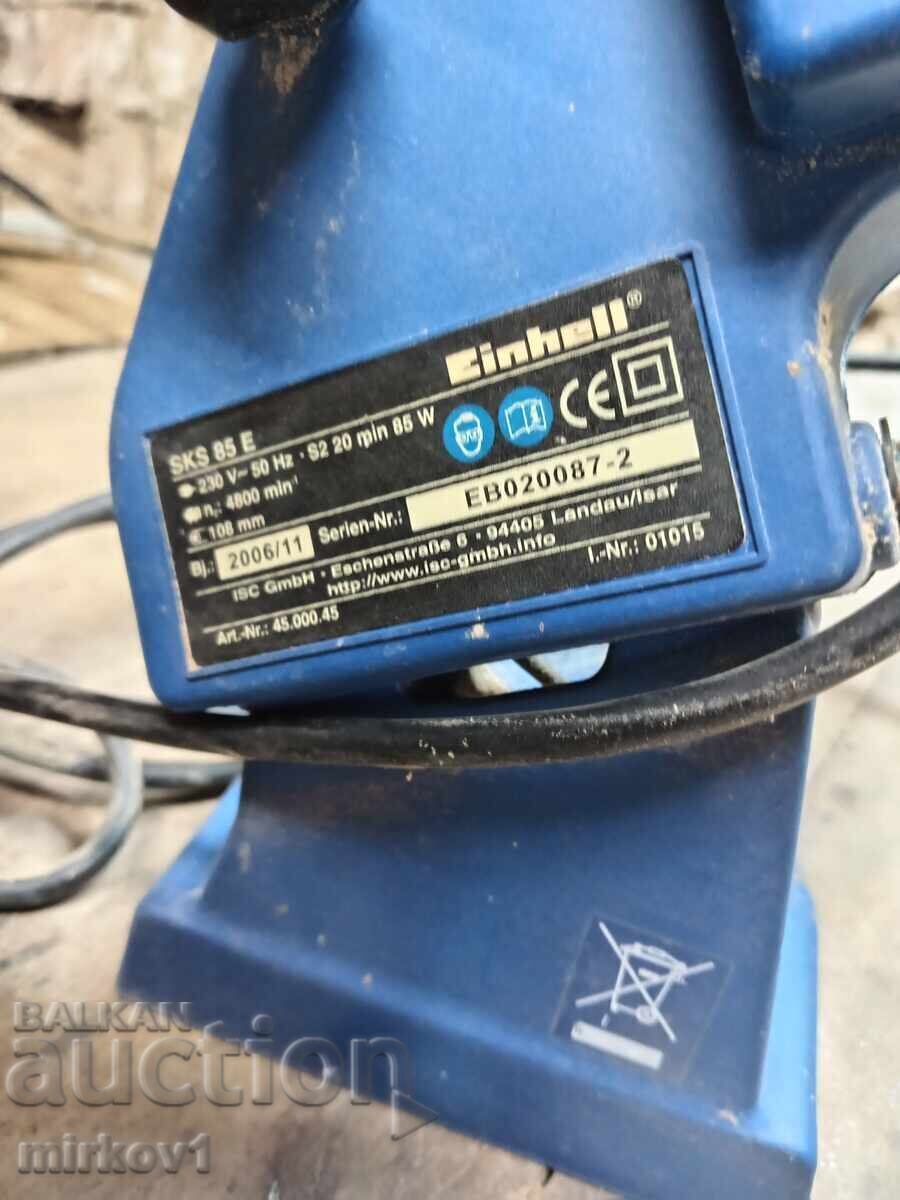 Einhell®
SKS 85 E
230 V~ 50 Hz · S2 20 min 85 W
n₀: 4800 min⁻¹
108 mm
CE
Bj.: 2006/11 Serien-Nr.: EB020087-2
ISC GmbH · Eschenstraße 6 · 94405 Landau/Isar
http://www.isc-gmbh.info I.-Nr.: 01015
Art.-Nr.: 45.000.45
BALKAN
auction
mirkov1